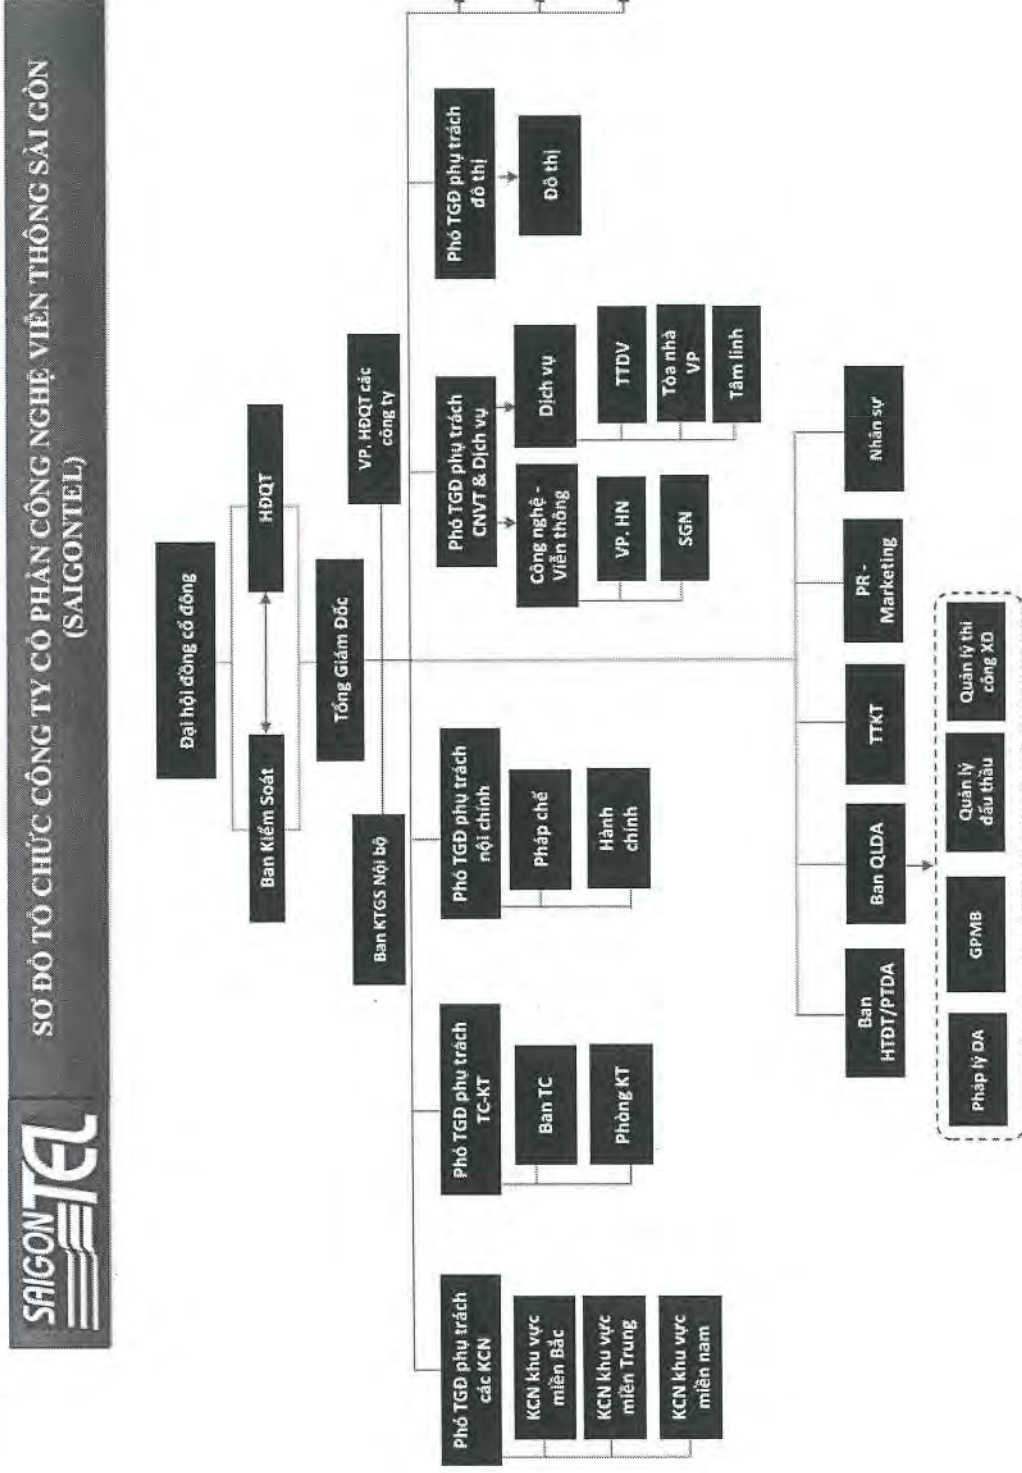 SAIGON TEL
SƠ ĐỒ TỔ CHỨC CÔNG TY CỔ PHẦN CÔNG NGHỆ VIỄN THÔNG SÀI GÒN
(SAIGONTEL)
Đại hội đồng cổ đông
Ban Kiểm Soát
HĐQT
Tổng Giám Đốc
Ban KTGS Nội bộ
VP. HĐQT các
công ty
Phó TGĐ phụ trách
các KCN
KCN khu vực
miền Bắc
KCN khu vực
miền Trung
KCN khu vực
miền nam
Phó TGĐ phụ trách
TC-KT
Ban TC
Phòng KT
Phó TGĐ phụ trách
nội chính
Pháp chế
Hành
chính
Phó TGĐ phụ trách
CNVT & Dịch vụ
Công nghệ -
Viễn thông
VP. HN
SGN
Dịch vụ
TTDV
Tòa nhà
VP
Tâm linh
Phó TGĐ phụ trách
đô thị
Đô thị
Ban
HTĐT/PTDA
Ban QLDA
TTKT
PR -
Marketing
Nhân sự
Pháp lý DA
GPMB
Quản lý
đấu thầu
Quản lý thi
công XD